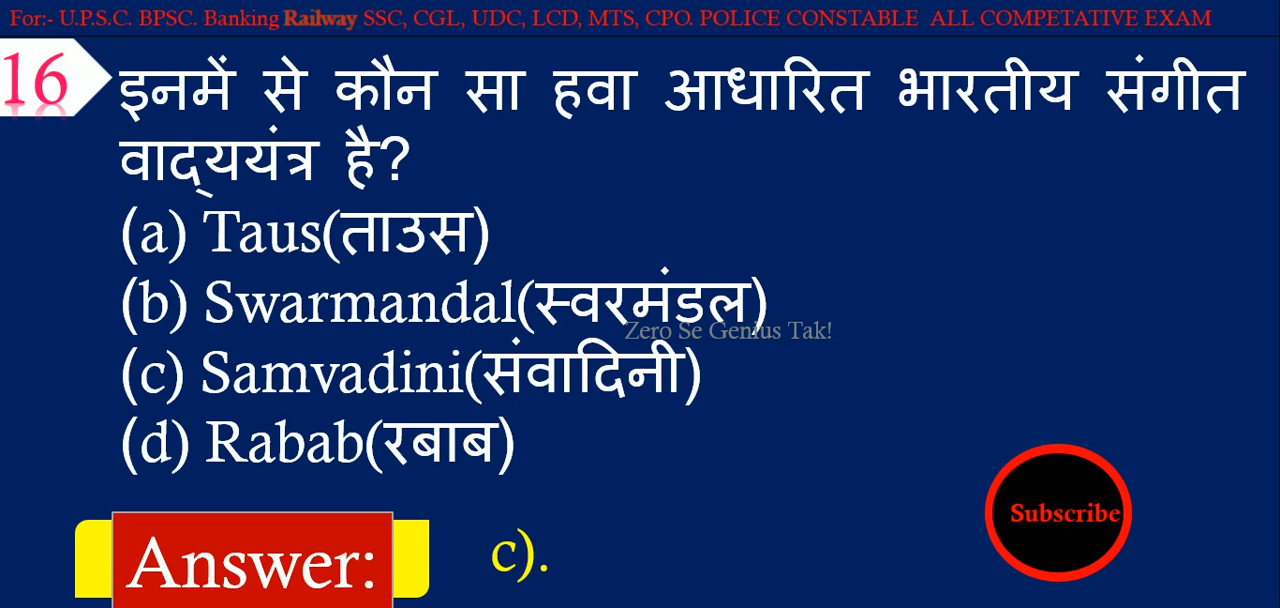 For:- U.P.S.C. BPSC. Banking Railway SSC, CGL, UDC, LCD, MTS, CPO. POLICE CONSTABLE ALL COMPETATIVE EXAM
16
इनमें से कौन सा हवा आधारित भारतीय संगीत
वाद्ययंत्र है?
(a) Taus(ताउस)
(b) Swarmandal(स्वरमंडल)
Zero Se Genius Tak!
(c) Samvadini(संवादिनी)
(d) Rabab(रबाब)
Subscribe
Answer: c).